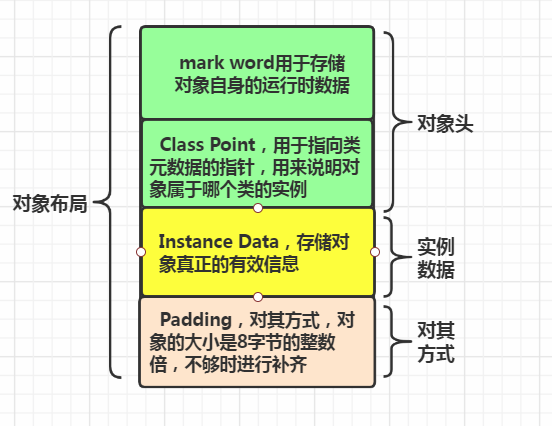 mark word用于存储
对象自身的运行时数据
对象头
Class Point，用于指向类
元数据的指针，用来说明对
象属于哪个类的实例
对象布局
Instance Data，存储对
象真正的有效信息
实例
数据
Padding，对其方式，对
象的大小是8字节的整数
倍，不够时进行补齐
对其
方式